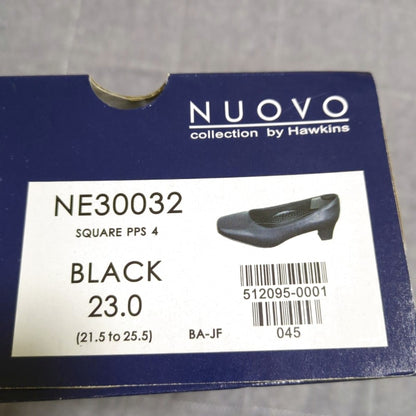 NUOVO
collection by Hawkins
NE30032
SQUARE PPS 4
BLACK
23.0
(21.5 to 25.5)
BA-JF
512095-0001
045